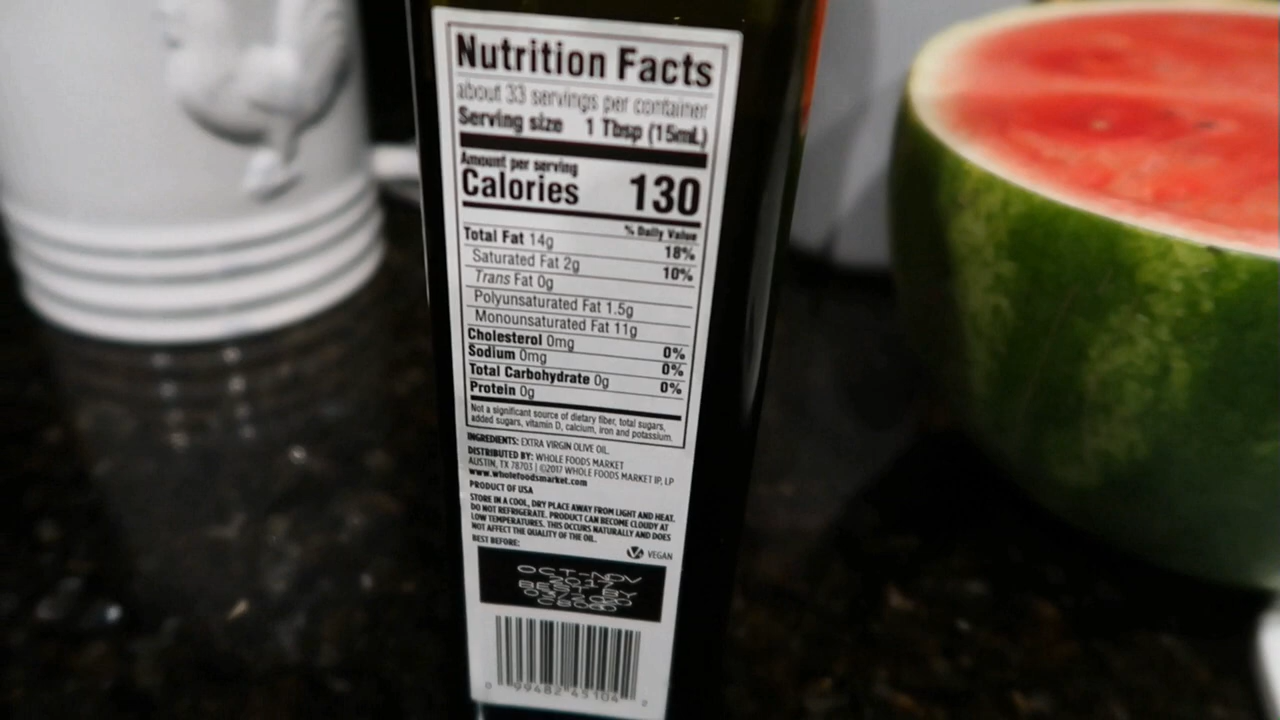 Nutrition Facts
about 33 servings per container
Serving size 1 Tbsp (15mL)
Amount per serving
Calories 130
% Daily Value
Total Fat 14g 18%
Saturated Fat 2g 10%
Trans Fat 0g
Polyunsaturated Fat 1.5g
Monounsaturated Fat 11g
Cholesterol 0mg 0%
Sodium 0mg 0%
Total Carbohydrate 0g 0%
Protein 0g
Not a significant source of dietary fiber, total sugars,
added sugars, vitamin D, calcium, iron and potassium.
INGREDIENTS: EXTRA VIRGIN OLIVE OIL.
DISTRIBUTED BY: WHOLE FOODS MARKET
AUSTIN, TX 78703 | ©2017 WHOLE FOODS MARKET IP, LP
www.wholefoodsmarket.com
PRODUCT OF USA
STORE IN A COOL, DRY PLACE AWAY FROM LIGHT AND HEAT.
DO NOT REFRIGERATE. PRODUCT CAN BECOME CLOUDY AT
LOW TEMPERATURES. THIS OCCURS NATURALLY AND DOES
NOT AFFECT THE QUALITY OF THE OIL.
BEST BEFORE:
V VEGAN
OCT-NOV
2017
BEST BY
0 99482 45104 2